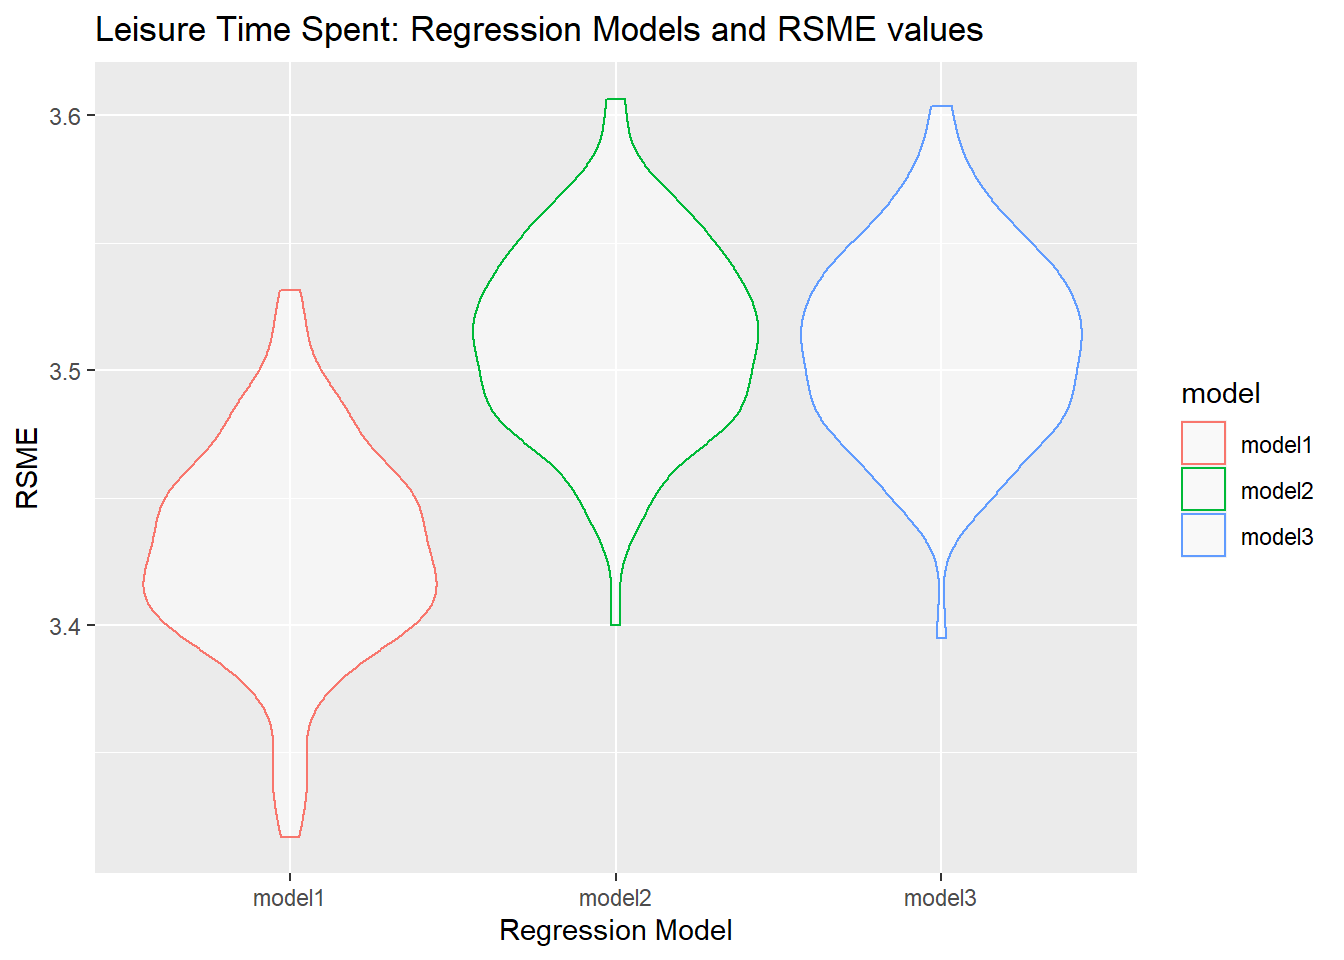 Leisure Time Spent: Regression Models and RSME values
3.6
3.5
3.4
RSME
model1
model2
model3
Regression Model
model
model1
model2
model3